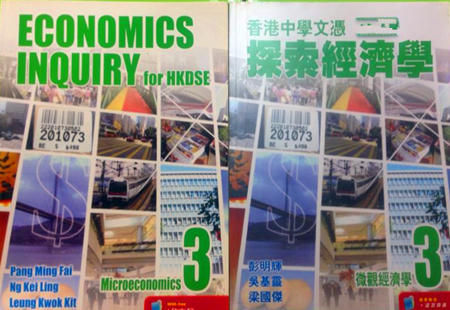 ECONOMICS
INQUIRY for HKDSE
201073
Pang Ming Fai
Ng Kei Ling
Leung Kwok Kit
Microeconomics 3
香港中學文憑
探索經濟學
201073
彭明輝
吳基靈
梁國傑
微觀經濟學 3